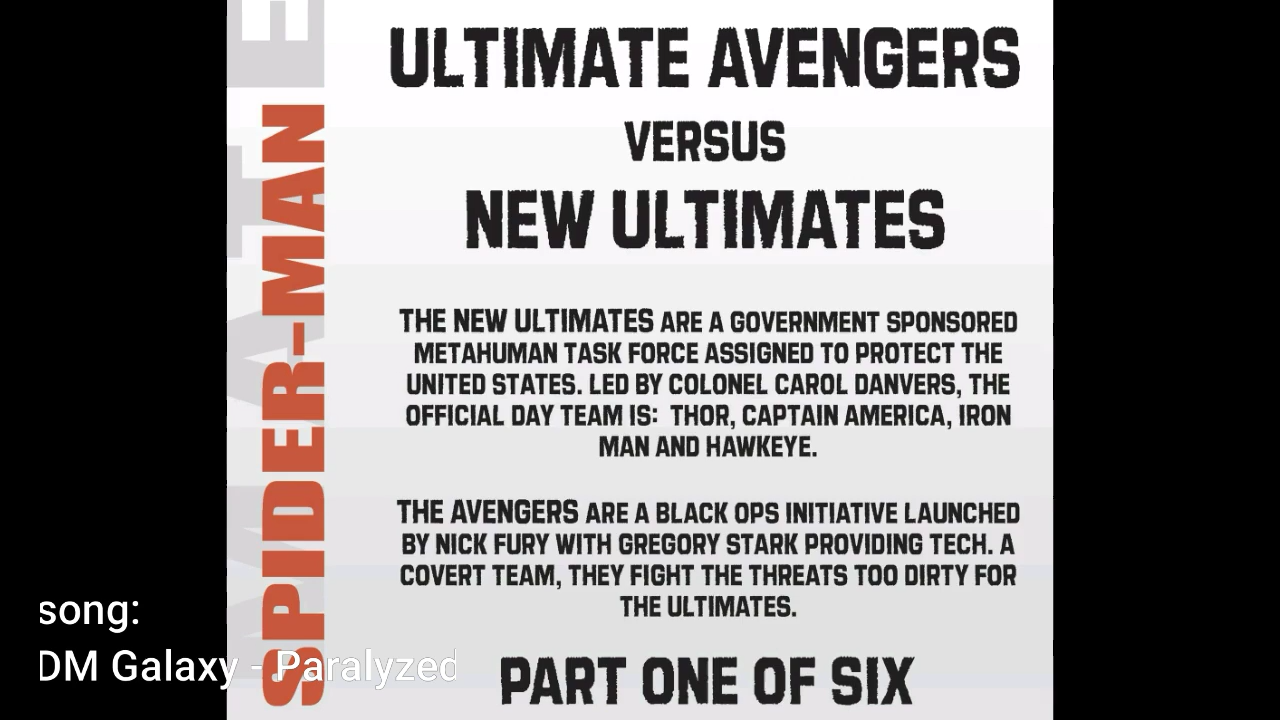 ULTIMATE AVENGERS
VERSUS
NEW ULTIMATES
THE NEW ULTIMATES ARE A GOVERNMENT SPONSORED
METAHUMAN TASK FORCE ASSIGNED TO PROTECT THE
UNITED STATES. LED BY COLONEL CAROL DANVERS, THE
OFFICIAL DAY TEAM IS: THOR, CAPTAIN AMERICA, IRON
MAN AND HAWKEYE.
THE AVENGERS ARE A BLACK OPS INITIATIVE LAUNCHED
BY NICK FURY WITH GREGORY STARK PROVIDING TECH. A
COVERT TEAM, THEY FIGHT THE THREATS TOO DIRTY FOR
THE ULTIMATES.
PART ONE OF SIX
SPIDER-MAN
song:
DM Galaxy - Paralyzed